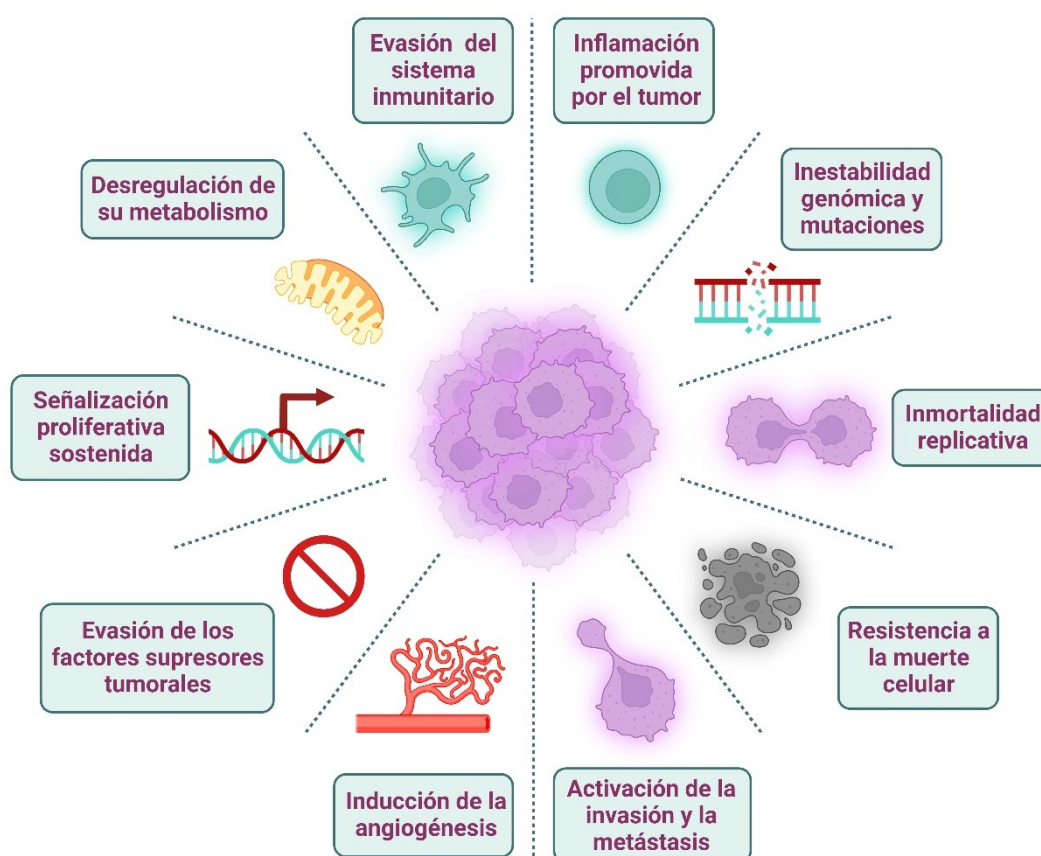 Evasión del
sistema
inmunitario
Inflamación
promovida
por el tumor
Inestabilidad
genómica y
mutaciones
Inmortalidad
replicativa
Resistencia a
la muerte
celular
Activación de la
invasión y la
metástasis
Inducción de la
angiogénesis
Evasión de los
factores supresores
tumorales
Señalización
proliferativa
sostenida
Desregulación de
su metabolismo